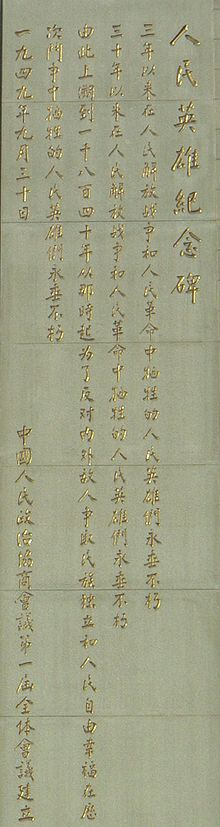 人民英雄紀念碑
三年以来在人民解放战争和人民革命中牺牲的人民英雄們永垂不朽
三十年以来在人民解放战争和人民革命中牺牲的人民英雄們永垂不朽
由此上溯到一千八百四十年从那時起为了反对内外敌人争取民族独立和人民自由幸福在歷
次鬥争中牺牲的人民英雄們永垂不朽
一九四九年九月三十日 中國人民政治協商會議第一屆全体會議建立